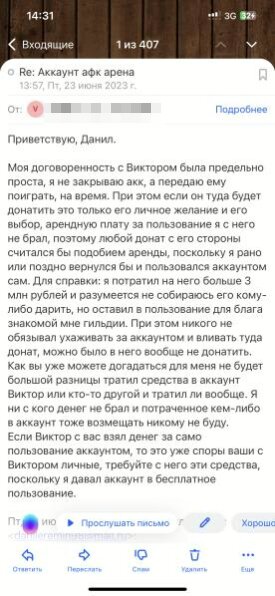 14:31
3G 32
Входящие
1 из 407
Re: Аккаунт афк арена
13:57, Пт, 23 июня 2023 г.
От: V
Подробнее
Приветствую, Данил.
Моя договоренность с Виктором была предельно
проста, я не закрываю акк, а передаю ему
поиграть, на время. При этом если он туда будет
донатить это только его личное желание и его
выбор, арендную плату за пользование я с него
не брал, поэтому любой донат с его стороны
считался бы подобием аренды, поскольку я рано
или поздно вернулся бы и пользовался аккаунтом
сам. Для справки: я потратил на него больше 3
млн рублей и разумеется не собираюсь его кому-
либо дарить, но оставил в пользование для блага
знакомой мне гильдии. При этом никого не
обязывал ухаживать за аккаунтом и вливать туда
донат, можно было в него вообще не донатить.
Как вы уже можете догадаться для меня не будет
большой разницы тратил средства в аккаунт
Виктор или кто-то другой и тратил ли вообще. Я
ни с кого денег не брал и потраченное кем-либо
в аккаунт тоже возмещать никому не буду.
Если Виктор с вас взял денег за само
пользование аккаунтом, то это уже споры ваши с
Виктором личные, требуйте с него эти средства,
поскольку я давал аккаунт в бесплатное
пользование.
Пт,
Прослушать письмо
Хорошо
Ответить
Переслать
Спам
Удалить
Еще